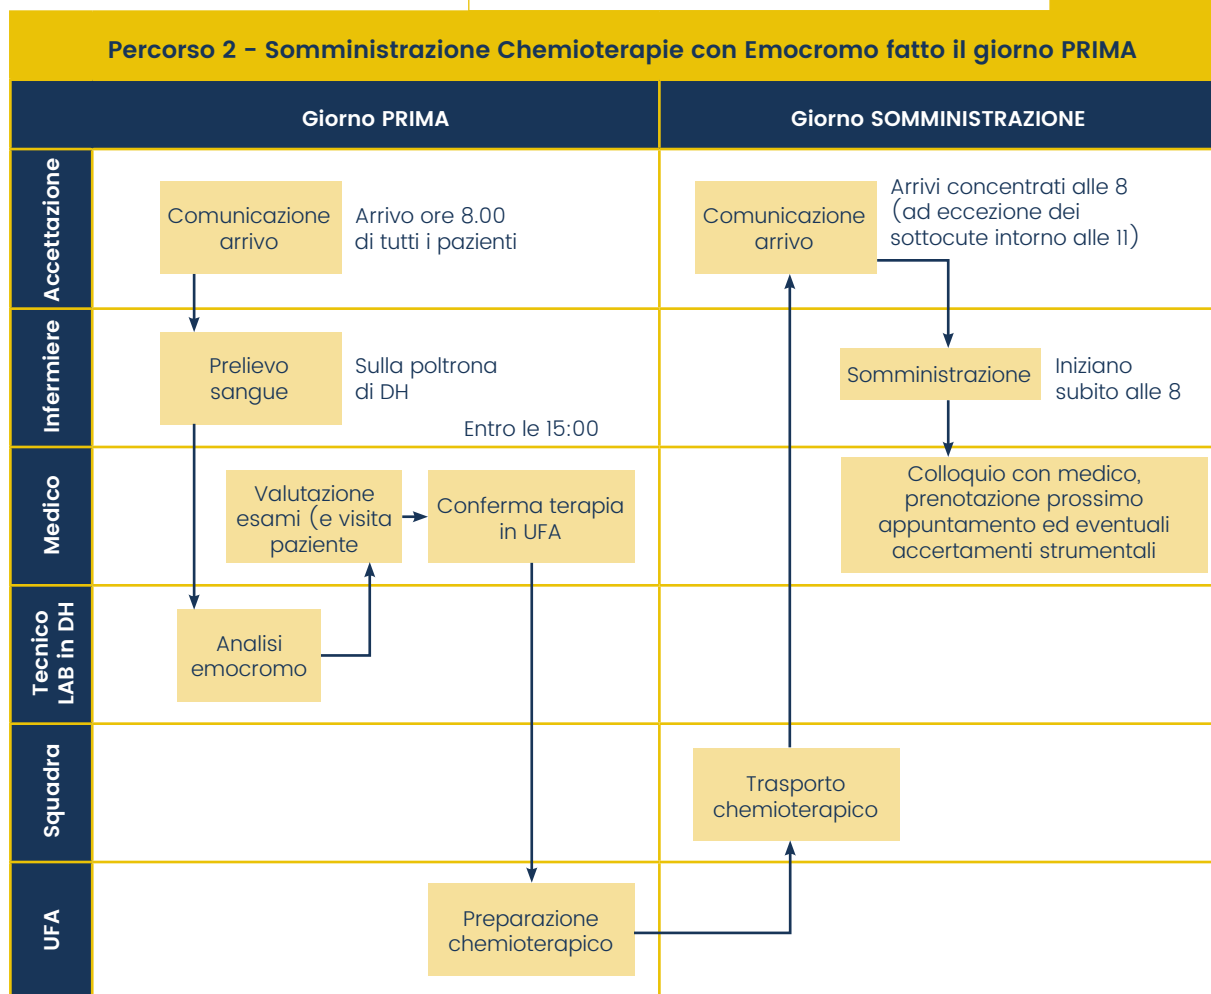 Percorso 2 - Somministrazione Chemioterapie con Emocromo fatto il giorno PRIMA
Giorno PRIMA
Giorno SOMMINISTRAZIONE
Accettazione
Comunicazione
arrivo
Arrivo ore 8.00
di tutti i pazienti
Comunicazione
arrivo
Arrivi concentrati alle 8
(ad eccezione dei
sottocute intorno alle 11)
Infermiere
Prelievo
sangue
Sulla poltrona
di DH
Entro le 15:00
Somministrazione
Iniziano
subito alle 8
Medico
Valutazione
esami (e visita
paziente
Conferma terapia
in UFA
Colloquio con medico,
prenotazione prossimo
appuntamento ed eventuali
accertamenti strumentali
Tecnico
LAB in DH
Analisi
emocromo
Squadra
Trasporto
chemioterapico
UFA
Preparazione
chemioterapico